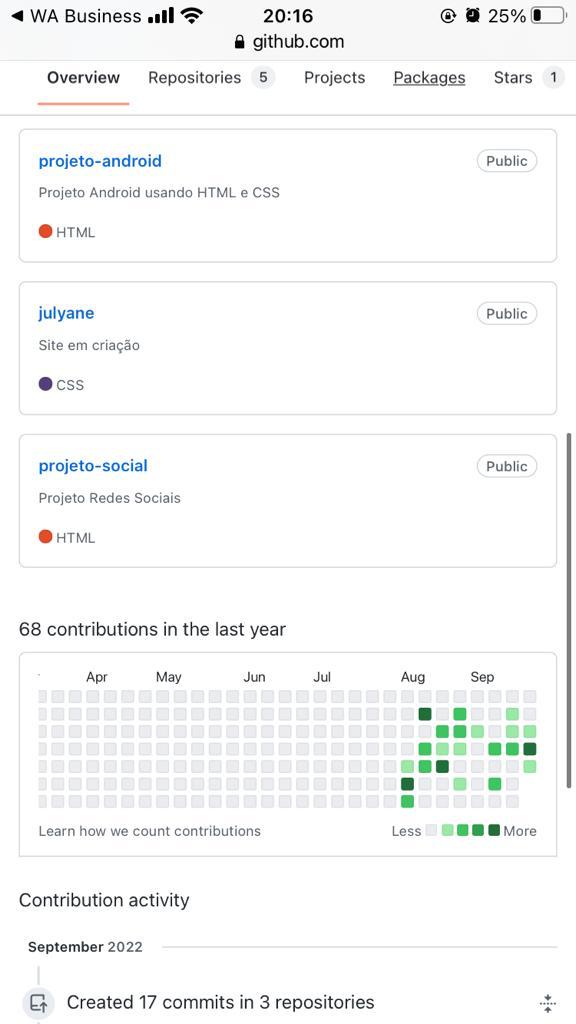 WA Business 20:16 25%
github.com
Overview Repositories 5 Projects Packages Stars 1
projeto-android Public
Projeto Android usando HTML e CSS
HTML
julyane Public
Site em criação
CSS
projeto-social Public
Projeto Redes Sociais
HTML
68 contributions in the last year
Apr May Jun Jul Aug Sep
Learn how we count contributions Less More
Contribution activity
September 2022
Created 17 commits in 3 repositories